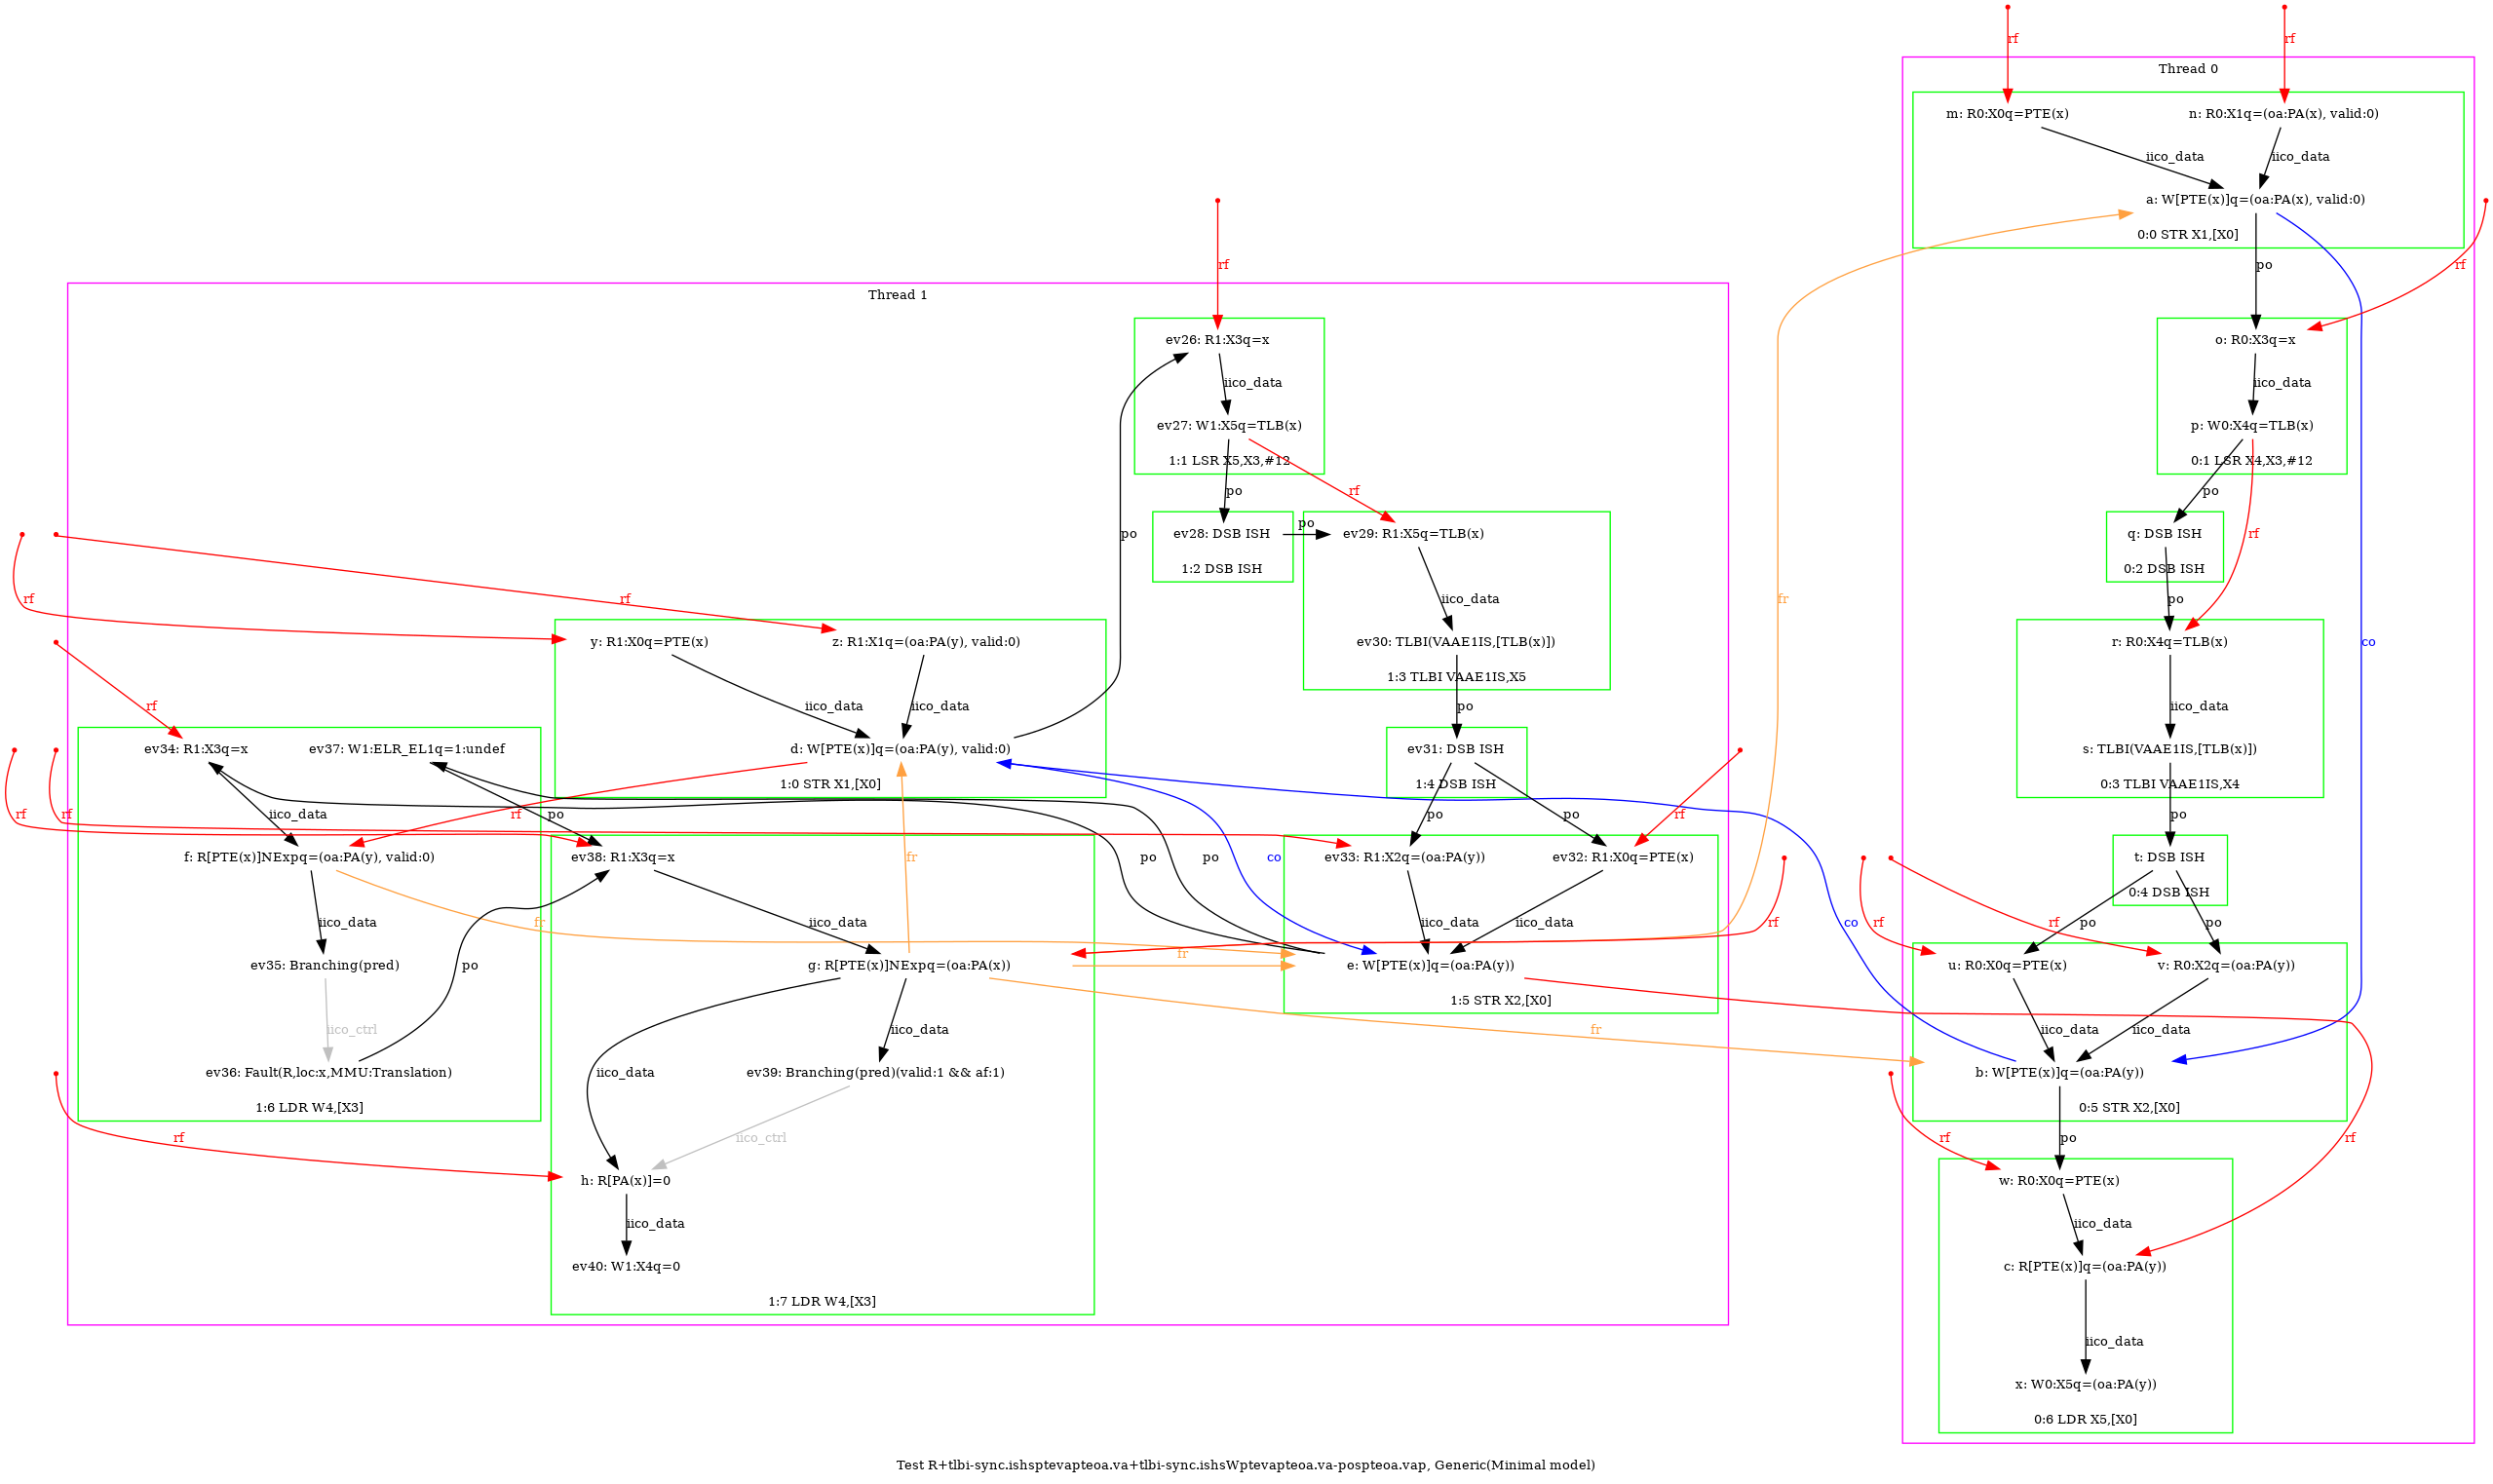 rf
rf
Thread 0
m: R0:X0q=PTE(x)
n: R0:X1q=(oa:PA(x), valid:0)
iico_data
iico_data
a: W[PTE(x)]q=(oa:PA(x), valid:0)
0:0 STR X1,[X0]
rf
po
rf
Thread 1
ev26: R1:X3q=x
o: R0:X3q=x
iico_data
iico_data
ev27: W1:X5q=TLB(x)
p: W0:X4q=TLB(x)
1:1 LSR X5,X3,#12
0:1 LSR X4,X3,#12
po
rf
po
ev28: DSB ISH
po
ev29: R1:X5q=TLB(x)
po
q: DSB ISH
rf
1:2 DSB ISH
0:2 DSB ISH
rf
rf
iico_data
fr
po
y: R1:X0q=PTE(x)
z: R1:X1q=(oa:PA(y), valid:0)
ev30: TLBI(VAAE1IS,[TLB(x)])
r: R0:X4q=TLB(x)
co
1:3 TLBI VAAE1IS,X5
rf
iico_data
iico_data
po
iico_data
ev34: R1:X3q=x
ev37: W1:ELR_EL1q=1:undef
d: W[PTE(x)]q=(oa:PA(y), valid:0)
ev31: DSB ISH
s: TLBI(VAAE1IS,[TLB(x)])
1:0 STR X1,[X0]
1:4 DSB ISH
0:3 TLBI VAAE1IS,X4
rf
rf
iico_data
po
rf
po
po
rf
po
f: R[PTE(x)]NExpq=(oa:PA(y), valid:0)
ev38: R1:X3q=x
fr
po
po
co
ev33: R1:X2q=(oa:PA(y))
ev32: R1:X0q=PTE(x)
t: DSB ISH
0:4 DSB ISH
iico_data
fr
iico_data
iico_data
iico_data
rf
rf
po
rf
po
co
ev35: Branching(pred)
po
g: R[PTE(x)]NExpq=(oa:PA(x))
fr
e: W[PTE(x)]q=(oa:PA(y))
u: R0:X0q=PTE(x)
v: R0:X2q=(oa:PA(y))
1:5 STR X2,[X0]
iico_ctrl
iico_data
fr
iico_data
iico_data
ev36: Fault(R,loc:x,MMU:Translation)
iico_data
ev39: Branching(pred)(valid:1 && af:1)
b: W[PTE(x)]q=(oa:PA(y))
1:6 LDR W4,[X3]
0:5 STR X2,[X0]
rf
iico_ctrl
rf
po
rf
h: R[PA(x)]=0
w: R0:X0q=PTE(x)
iico_data
iico_data
ev40: W1:X4q=0
c: R[PTE(x)]q=(oa:PA(y))
1:7 LDR W4,[X3]
iico_data
x: W0:X5q=(oa:PA(y))
0:6 LDR X5,[X0]
Test R+tlbi-sync.ishsptevapteoa.va+tlbi-sync.ishsWptevapteoa.va-pospteoa.vap, Generic(Minimal model)